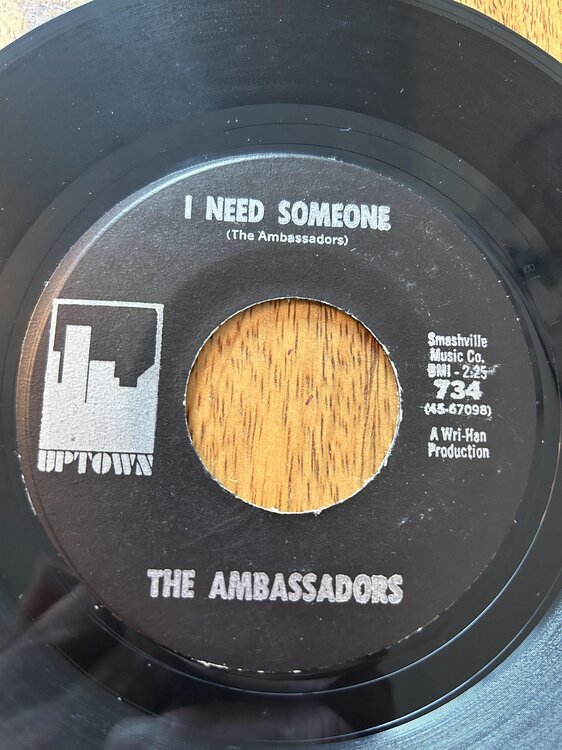 I NEED SOMEONE
(The Ambassadors)
UPTOWN
Smashville
Music Co.
BMI - 2:25
734
(45-67098)
A Wri-Han
Production
THE AMBASSADORS